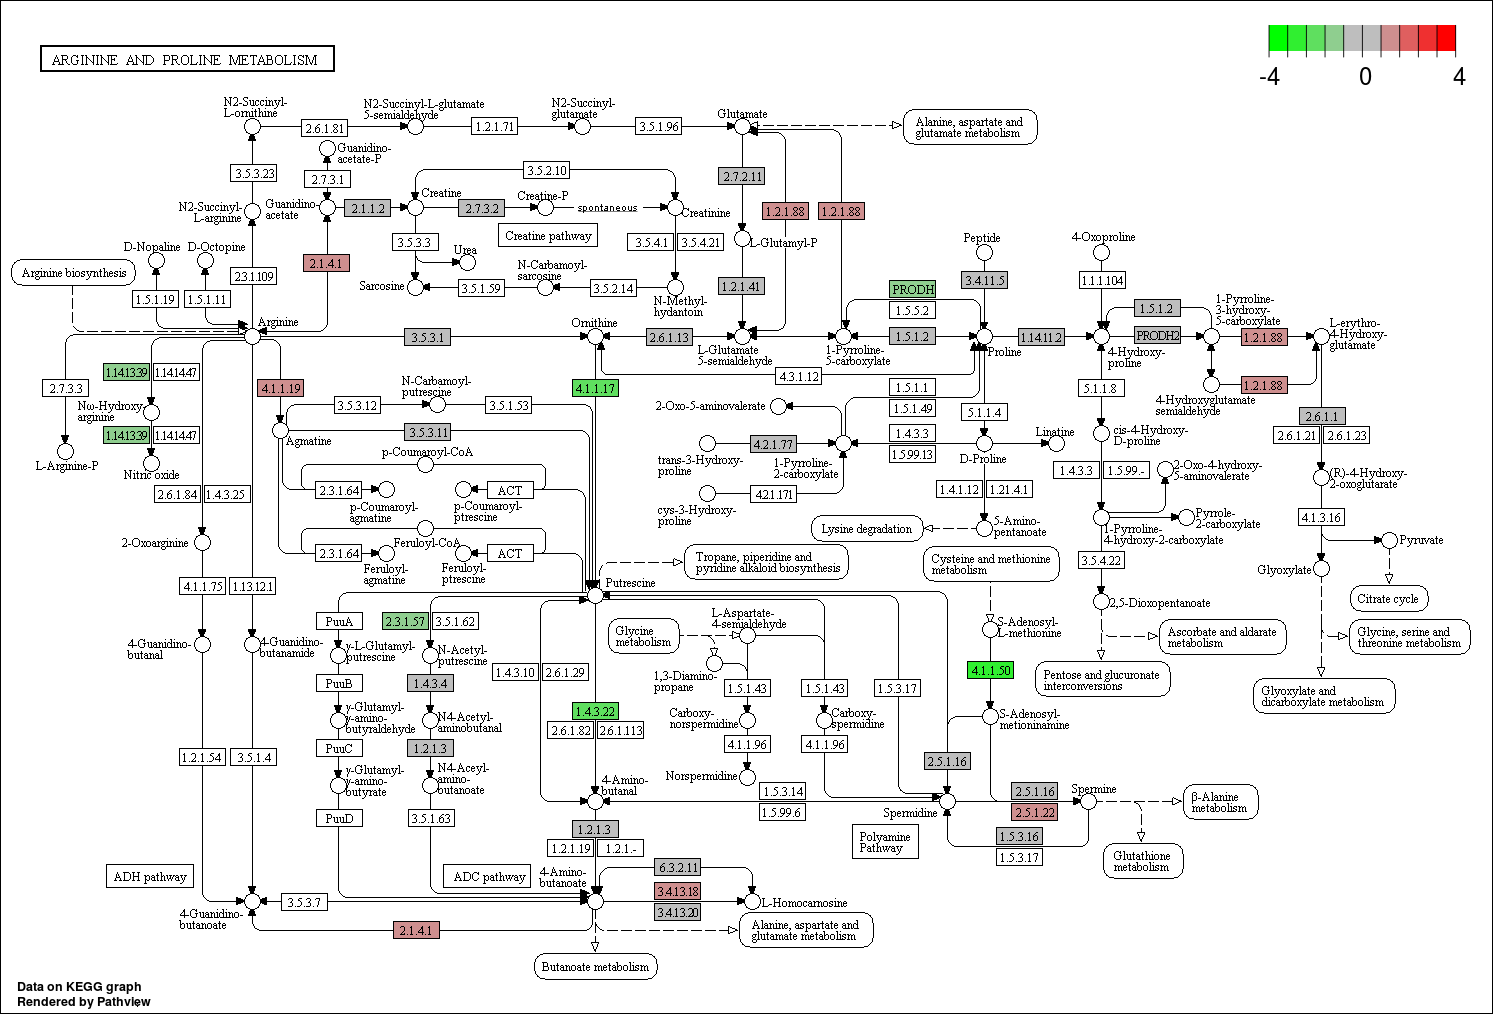 -4 0 4
ARGININE AND PROLINE METABOLISM
N2-Succinyl-
L-ornithine
2.6.1.81
N2-Succinyl-L-glutamate
5-semialdehyde
1.2.1.71
N2-Succinyl-
glutamate
3.5.1.96
Glutamate
Alanine, aspartate and
glutamate metabolism
Guanidino-
acetate-P
3.5.3.23
2.7.3.1
3.5.2.10
2.7.2.11
N2-Succinyl-
L-arginine
Guanidino-
acetate
2.1.1.2
Creatine
2.7.3.2
Creatine-P
spontaneous
Creatinine
1.2.1.88
1.2.1.88
Creatine pathway
3.5.3.3
3.5.4.1
3.5.4.21
L-Glutamyl-P
Peptide
4-Oxoproline
D-Nopaline
D-Octopine
Urea
2.1.4.1
Arginine biosynthesis
2.3.1.109
N-Carbamoyl-
sarcosine
Sarcosine
3.5.1.59
3.5.2.14
N-Methyl-
hydantoin
1.2.1.41
3.4.11.5
1.1.1.104
1.5.1.19
1.5.1.11
PRODH
1.5.5.2
1.5.1.2
1-Pyrroline-
3-hydroxy-
5-carboxylate
Arginine
3.5.3.1
Ornithine
2.6.1.13
L-Glutamate
5-semialdehyde
1-Pyrroline-
5-carboxylate
1.5.1.2
Proline
1.14.11.2
4-Hydroxy-
proline
PRODH2
1.2.1.88
L-erythro-
4-Hydroxy-
glutamate
1.14.13.39
1.14.14.47
2.7.3.3
4.1.1.19
4.1.1.17
4.3.1.12
1.5.1.1
5.1.1.8
1.2.1.88
4-Hydroxyglutamate
semialdehyde
Nω-Hydroxy-
arginine
N-Carbamoyl-
putrescine
3.5.3.12
3.5.1.53
2-Oxo-5-aminovalerate
1.5.1.49
5.1.1.4
2.6.1.1
2.6.1.21
2.6.1.23
1.14.13.39
1.14.14.47
Agmatine
3.5.3.11
p-Coumaroyl-CoA
4.2.1.77
1.4.3.3
1.5.99.13
Linatine
cis-4-Hydroxy-
D-proline
L-Arginine-P
Nitric oxide
trans-3-Hydroxy-
proline
1-Pyrroline-
2-carboxylate
D-Proline
1.4.3.3
1.5.99.-
2-Oxo-4-hydroxy-
5-aminovalerate
(R)-4-Hydroxy-
2-oxoglutarate
2.6.1.84
1.4.3.25
2.3.1.64
ACT
4.2.1.171
1.4.1.12
1.21.4.1
p-Coumaroyl-
agmatine
p-Coumaroyl-
ptrescine
cys-3-Hydroxy-
proline
4.1.3.16
Pyrrole-
2-carboxylate
2-Oxoarginine
Feruloyl-CoA
Lysine degradation
5-Amino-
pentanoate
1-Pyrroline-
4-hydroxy-2-carboxylate
Pyruvate
2.3.1.64
ACT
Feruloyl-
agmatine
Feruloyl-
ptrescine
Tropane, piperidine and
pyridine alkaloid biosynthesis
Cysteine and methionine
metabolism
3.5.4.22
Glyoxylate
4.1.1.75
1.13.12.1
Putrescine
2,5-Dioxopentanoate
Citrate cycle
PuuA
2.3.1.57
3.5.1.62
Glycine
metabolism
L-Aspartate-
4-semialdehyde
S-Adenosyl-
L-methionine
Ascorbate and aldarate
metabolism
Glycine, serine and
threonine metabolism
4-Guanidino-
butanal
4-Guanidino-
butanamide
γ-L-Glutamyl-
putrescine
N-Acetyl-
putrescine
1.4.3.10
2.6.1.29
1,3-Diamino-
propane
1.5.1.43
1.5.1.43
1.5.3.17
4.1.1.50
Pentose and glucuronate
interconversions
Glyoxylate and
dicarboxylate metabolism
PuuB
1.4.3.4
γ-Glutamyl-
γ-amino-
butyraldehyde
N4-Acetyl-
aminobutanal
1.4.3.22
2.6.1.82
2.6.1.113
Carboxy-
norspermidine
Carboxy-
spermidine
S-Adenosyl-
metioninamine
1.2.1.54
3.5.1.4
PuuC
1.2.1.3
4.1.1.96
4.1.1.96
2.5.1.16
γ-Glutamyl-
γ-amino-
butyrate
N4-Aceyl-
amino-
butanoate
4-Amino-
butanal
Norspermidine
1.5.3.14
1.5.99.6
Spermidine
2.5.1.16
2.5.1.22
Spermine
β-Alanine
metabolism
PuuD
3.5.1.63
1.2.1.3
1.2.1.19
1.2.1.-
Polyamine
Pathway
1.5.3.16
1.5.3.17
Glutathione
metabolism
ADH pathway
ADC pathway
4-Amino-
butanoate
6.3.2.11
3.4.13.18
3.4.13.20
L-Homocarnosine
4-Guanidino-
butanoate
3.5.3.7
2.1.4.1
Alanine, aspartate and
glutamate metabolism
Butanoate metabolism
Data on KEGG graph
Rendered by Pathview